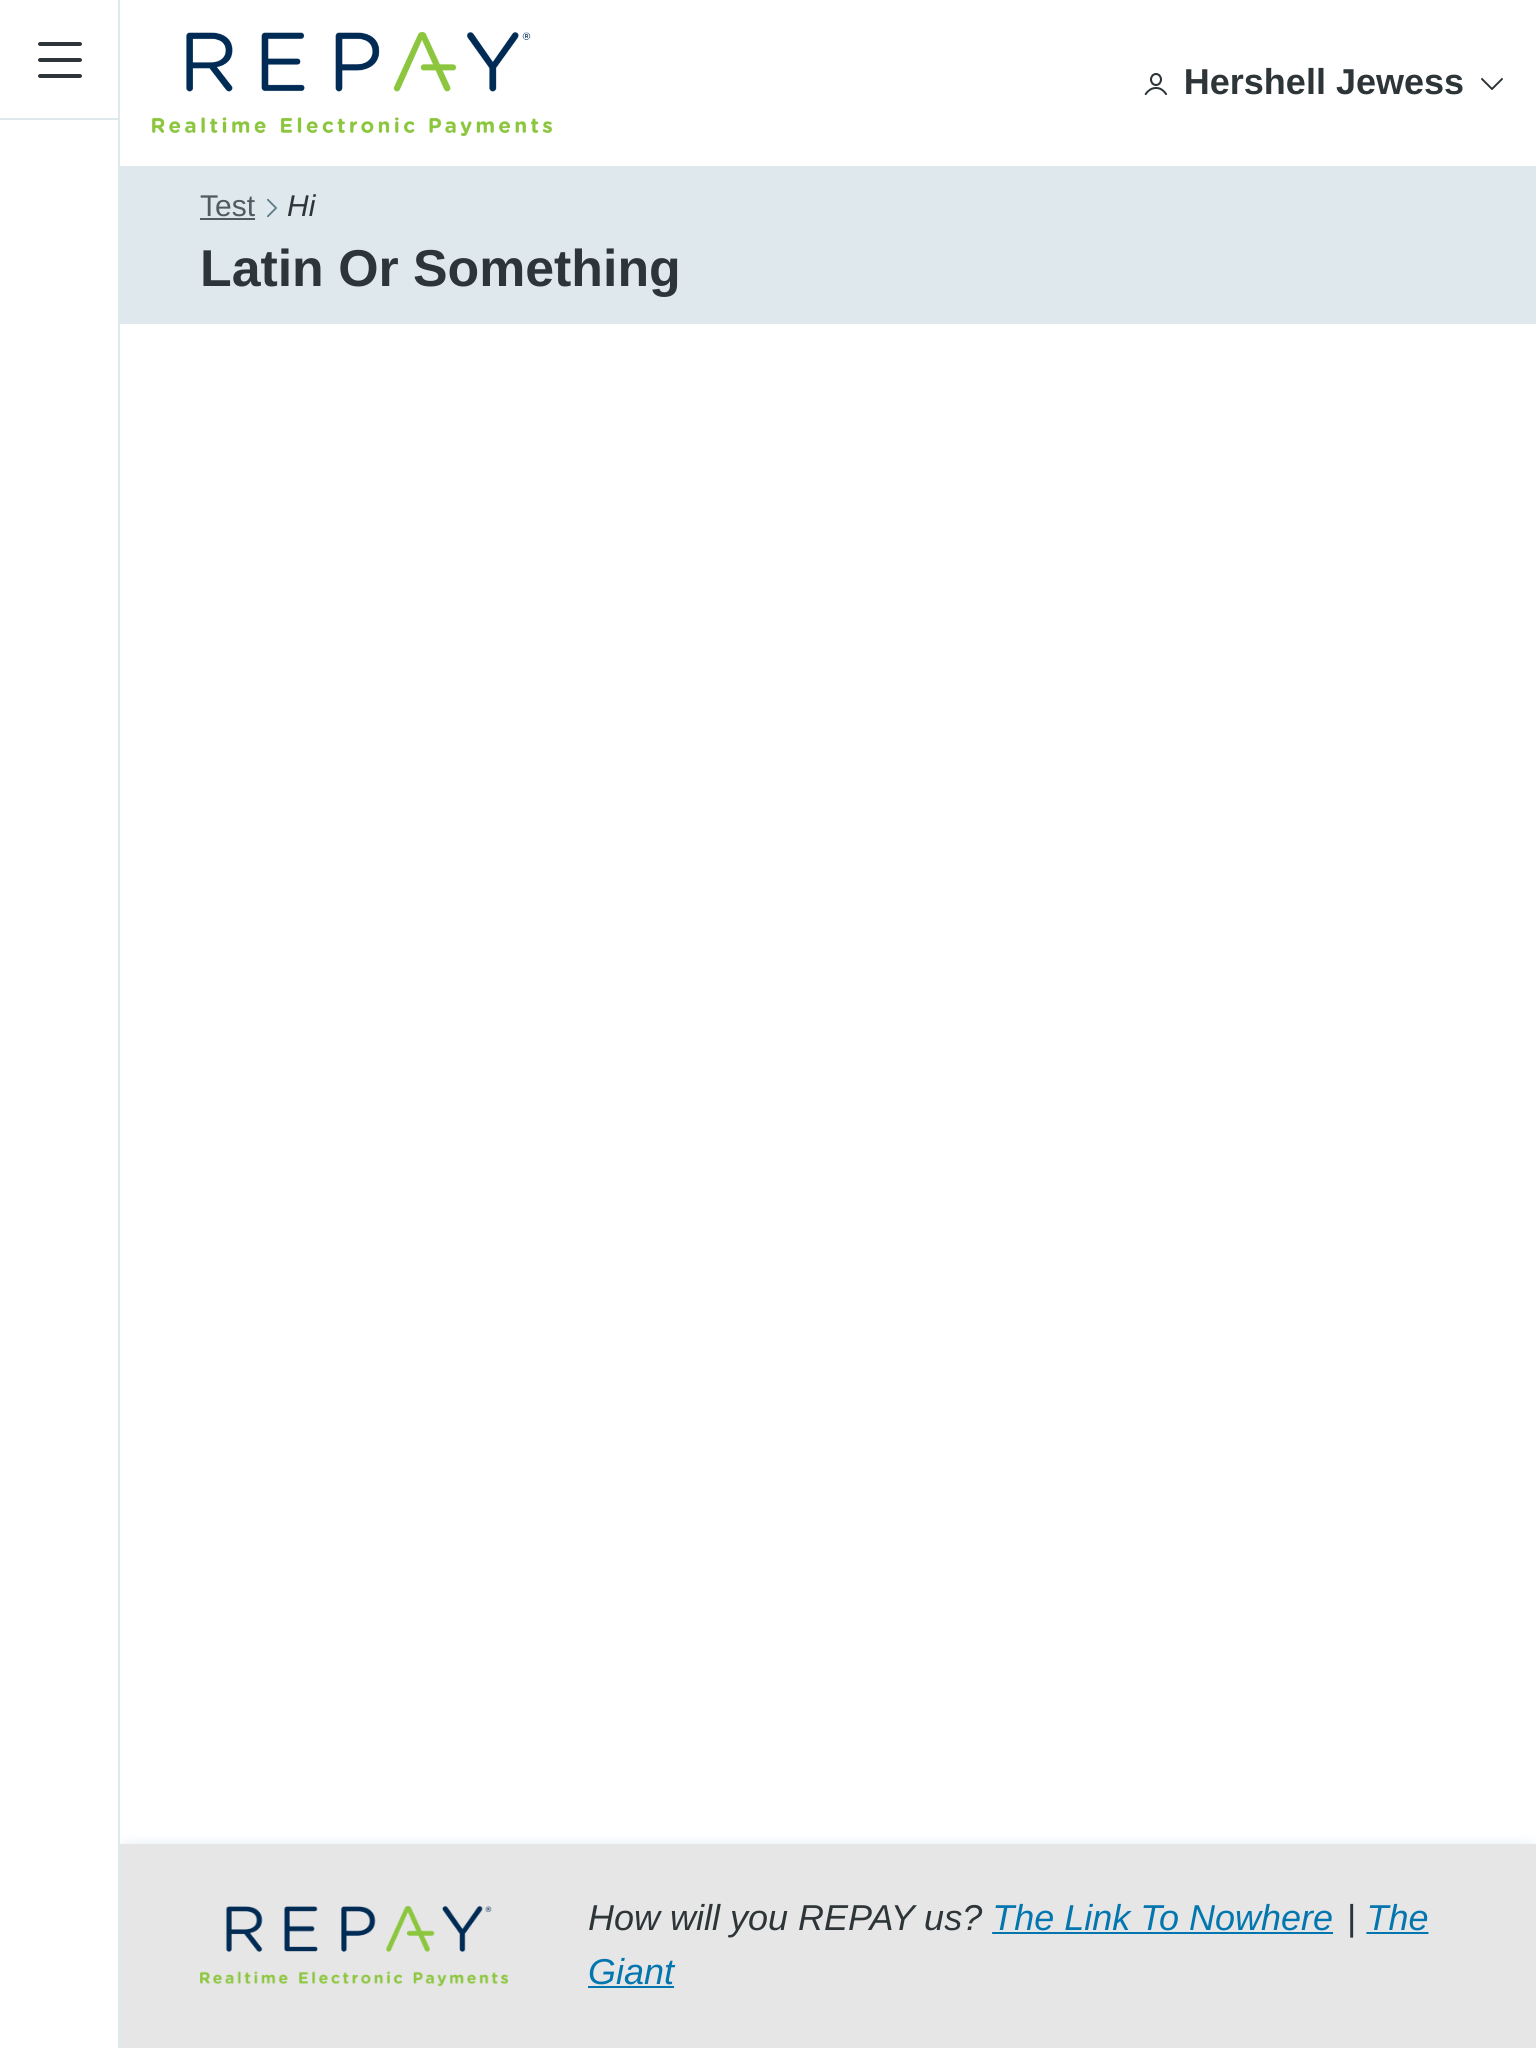 REPAY®
Realtime Electronic Payments
Hershell Jewess
Test > Hi
Latin Or Something
REPAY®
Realtime Electronic Payments
How will you REPAY us? The Link To Nowhere | The
Giant